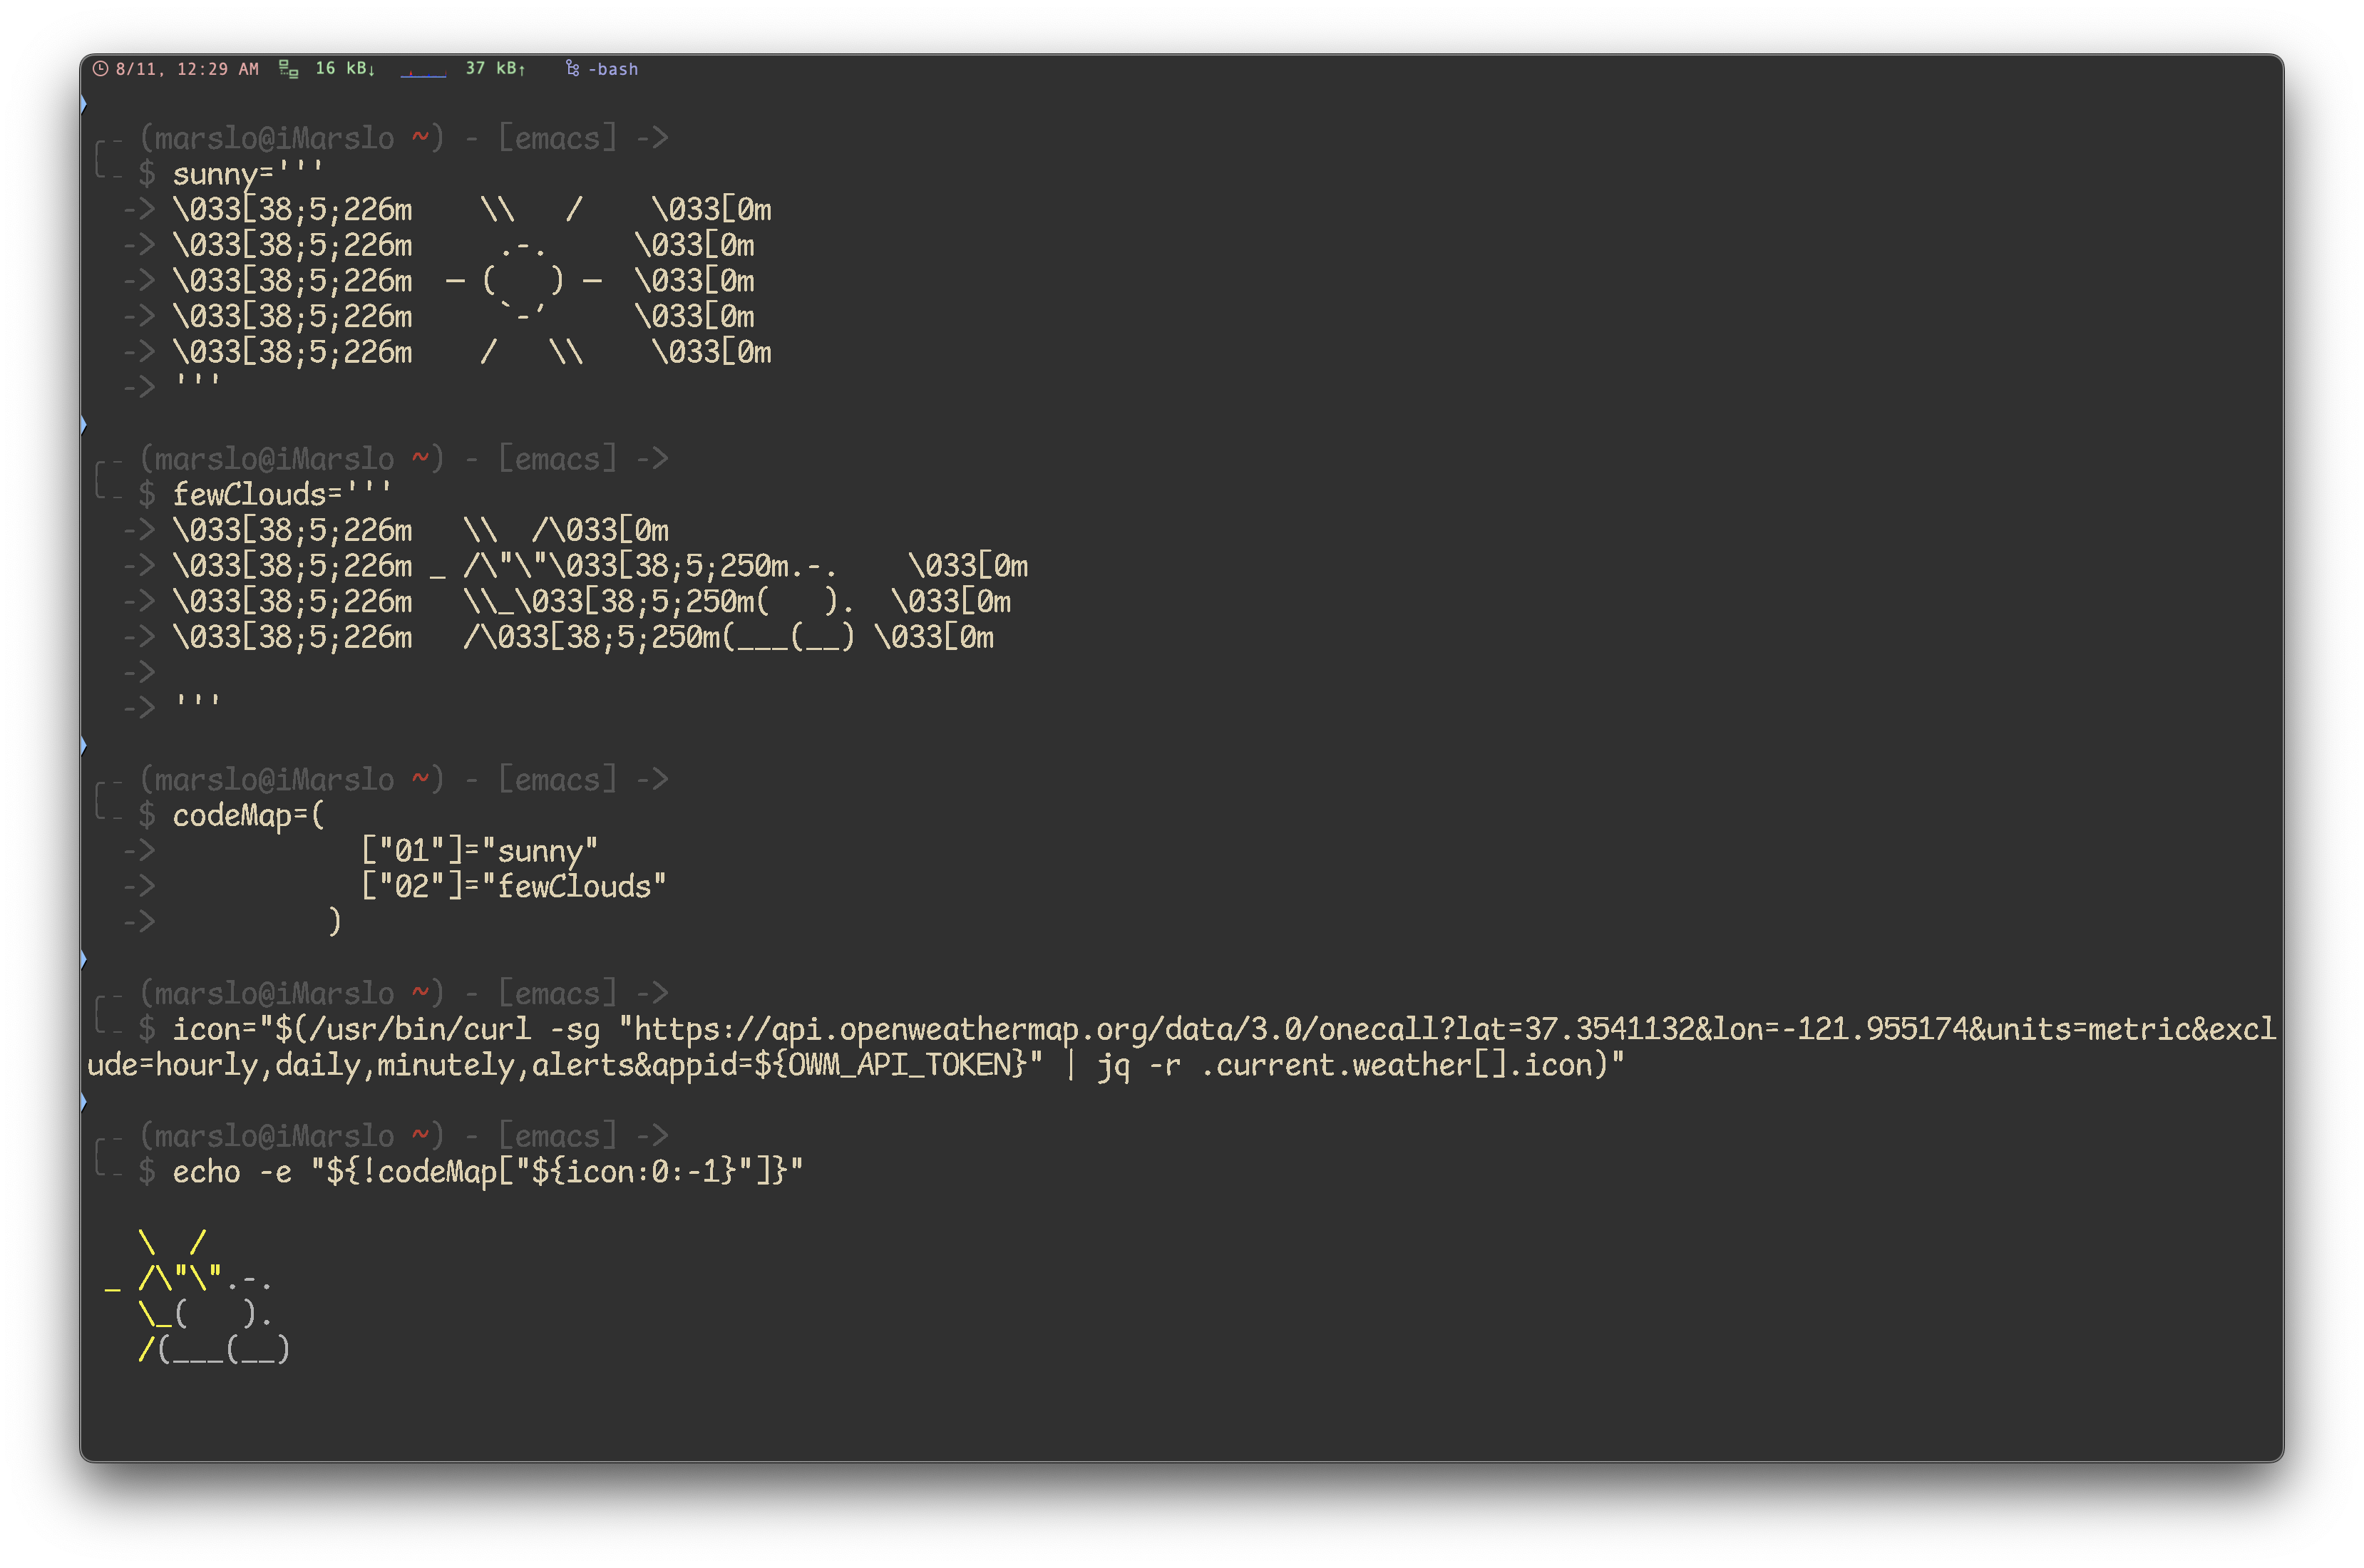 8/11, 12:29 AM 16 kB↓ 37 kB↑ -bash
(marslo@iMarslo ~) - [emacs] ->
$ sunny='''
-> \033[38;5;226m    \\   /    \033[0m
-> \033[38;5;226m     .-.     \033[0m
-> \033[38;5;226m  ― (   ) ―  \033[0m
-> \033[38;5;226m     `-’     \033[0m
-> \033[38;5;226m    /   \\    \033[0m
-> '''
(marslo@iMarslo ~) - [emacs] ->
$ fewClouds='''
-> \033[38;5;226m   \\  /\033[0m
-> \033[38;5;226m _ /\"\"\033[38;5;250m.-.    \033[0m
-> \033[38;5;226m   \\_\033[38;5;250m(   ).  \033[0m
-> \033[38;5;226m   /\033[38;5;250m(___(__) \033[0m
->
-> '''
(marslo@iMarslo ~) - [emacs] ->
$ codeMap=(
->            ["01"]="sunny"
->            ["02"]="fewClouds"
->          )
(marslo@iMarslo ~) - [emacs] ->
$ icon="$(/usr/bin/curl -sg "https://api.openweathermap.org/data/3.0/onecall?lat=37.3541132&lon=-121.955174&units=metric&excl
ude=hourly,daily,minutely,alerts&appid=${OWM_API_TOKEN}" | jq -r .current.weather[].icon)"
(marslo@iMarslo ~) - [emacs] ->
$ echo -e "${!codeMap["${icon:0:-1}"]}"
   \  /
 _ /\"\".-.
   \_(   ).
   /(___(__)